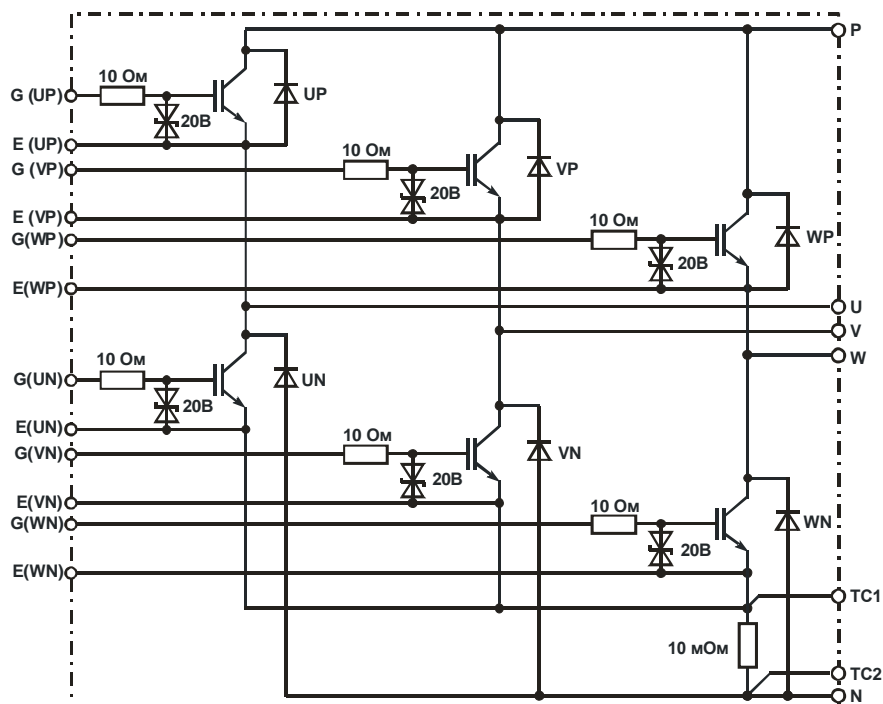 P
10 Ом
G (UP)
UP
20В
E (UP)
10 Ом
G (VP)
VP
20В
E (VP)
10 Ом
G(WP)
WP
20В
E(WP)
U
V
W
10 Ом
G(UN)
UN
20В
E(UN)
10 Ом
G(VN)
VN
20В
E(VN)
10 Ом
G(WN)
WN
20В
E(WN)
TC1
10 мОм
TC2
N